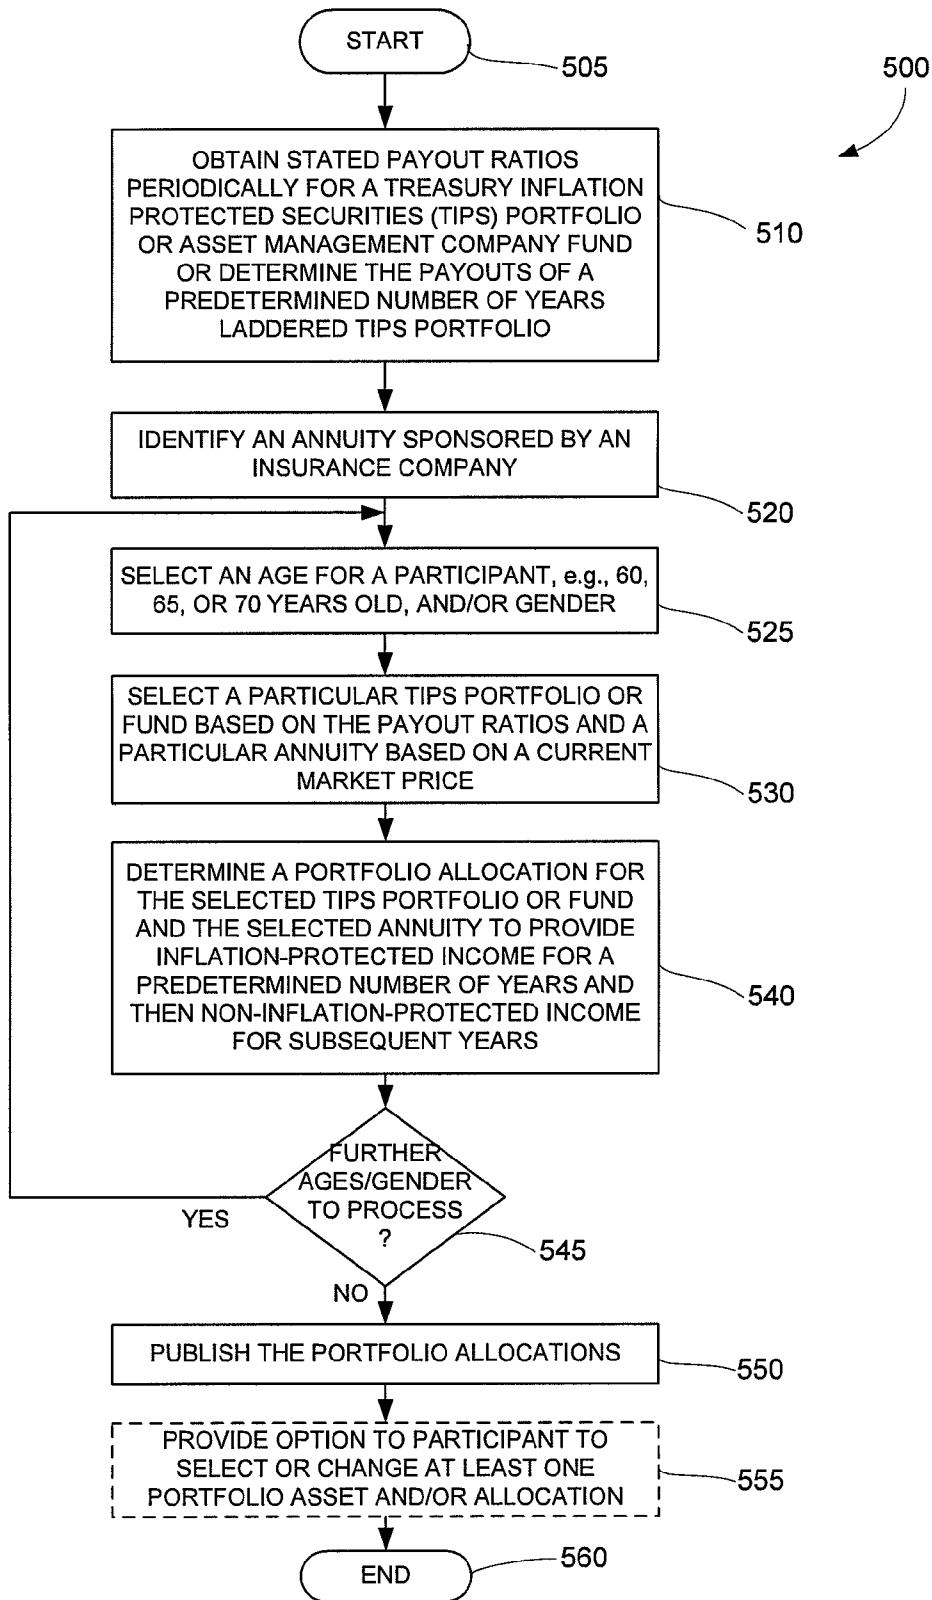 START
505
500
OBTAIN STATED PAYOUT RATIOS
PERIODICALLY FOR A TREASURY INFLATION
PROTECTED SECURITIES (TIPS) PORTFOLIO
OR ASSET MANAGEMENT COMPANY FUND
OR DETERMINE THE PAYOUTS OF A
PREDETERMINED NUMBER OF YEARS
LADDERED TIPS PORTFOLIO
510
IDENTIFY AN ANNUITY SPONSORED BY AN
INSURANCE COMPANY
520
SELECT AN AGE FOR A PARTICIPANT, e.g., 60,
65, OR 70 YEARS OLD, AND/OR GENDER
525
SELECT A PARTICULAR TIPS PORTFOLIO OR
FUND BASED ON THE PAYOUT RATIOS AND A
PARTICULAR ANNUITY BASED ON A CURRENT
MARKET PRICE
530
DETERMINE A PORTFOLIO ALLOCATION FOR
THE SELECTED TIPS PORTFOLIO OR FUND
AND THE SELECTED ANNUITY TO PROVIDE
INFLATION-PROTECTED INCOME FOR A
PREDETERMINED NUMBER OF YEARS AND
THEN NON-INFLATION-PROTECTED INCOME
FOR SUBSEQUENT YEARS
540
FURTHER
AGES/GENDER
TO PROCESS
?
YES
545
NO
PUBLISH THE PORTFOLIO ALLOCATIONS
550
PROVIDE OPTION TO PARTICIPANT TO
SELECT OR CHANGE AT LEAST ONE
PORTFOLIO ASSET AND/OR ALLOCATION
555
END
560